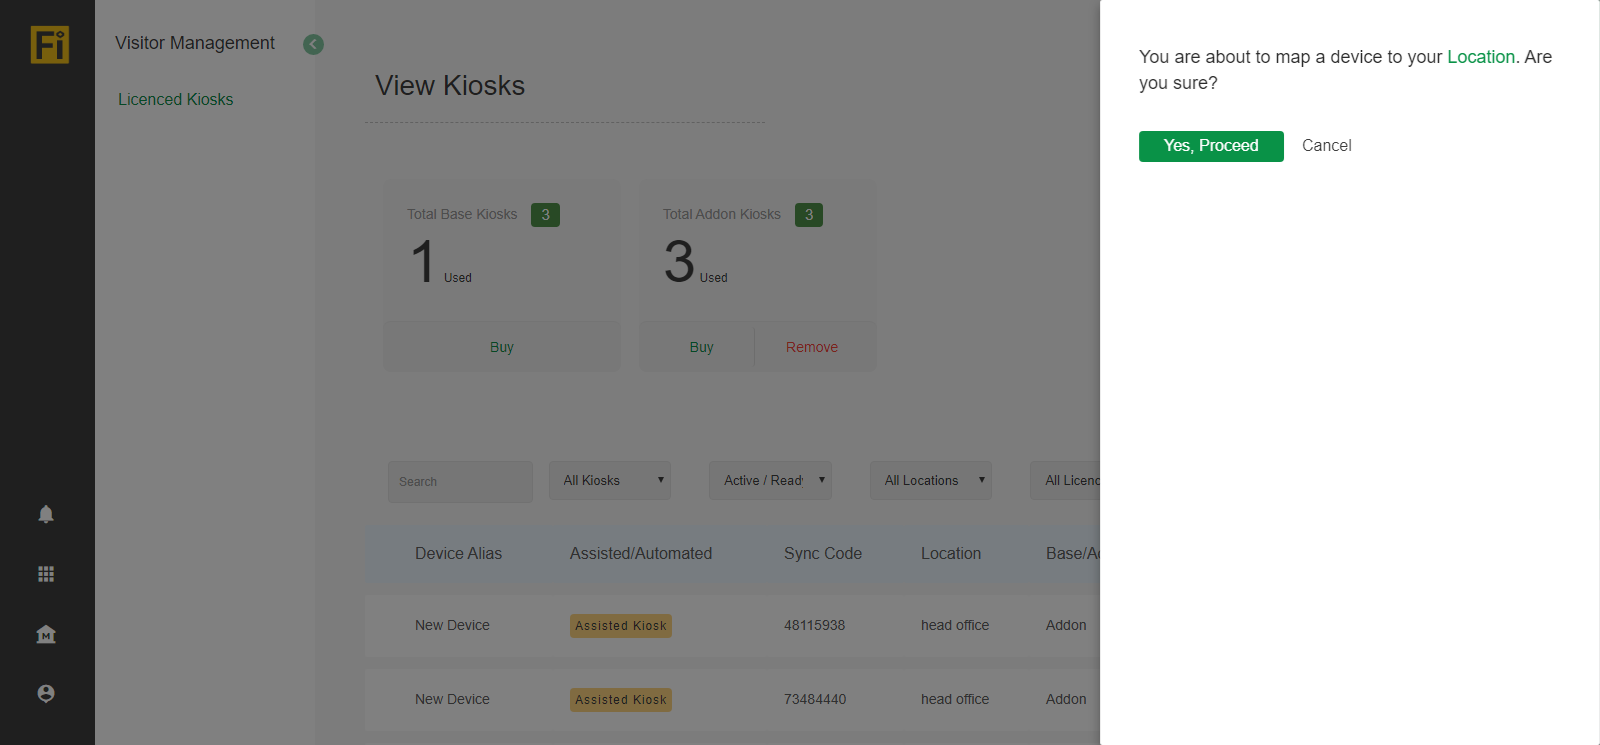 Fi
Visitor Management
Licenced Kiosks
View Kiosks
Total Base Kiosks 3
1 Used
Buy
Total Addon Kiosks 3
3 Used
Buy Remove
Search All Kiosks Active / Ready All Locations All Licenc
Device Alias Assisted/Automated Sync Code Location Base/Ad
New Device Assisted Kiosk 48115938 head office Addon
New Device Assisted Kiosk 73484440 head office Addon
M
You are about to map a device to your Location. Are
you sure?
Yes, Proceed Cancel